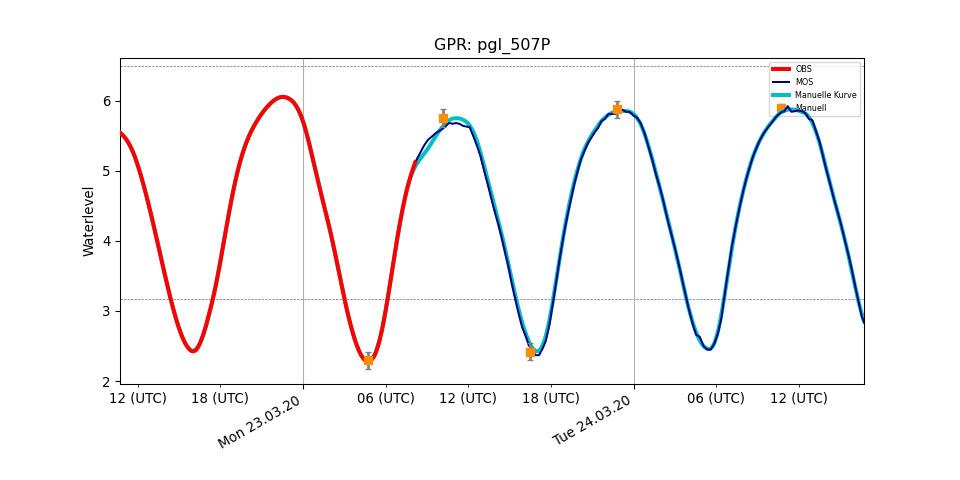 GPR: pgl_507P
OBS
MOS
Manuelle Kurve
Manuell
Waterlevel
6
5
4
3
2
12 (UTC)
18 (UTC)
Mon 23.03.20
06 (UTC)
12 (UTC)
18 (UTC)
Tue 24.03.20
06 (UTC)
12 (UTC)